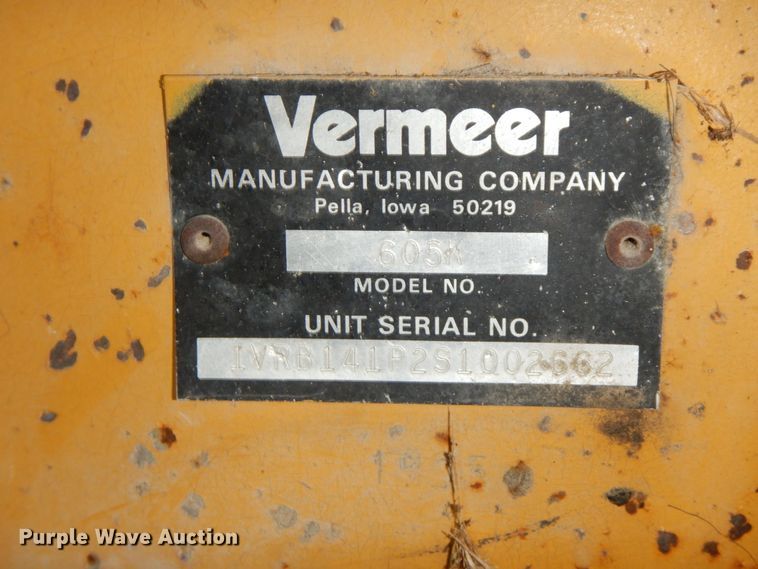 Vermeer
MANUFACTURING COMPANY
Pella, Iowa 50219
605K
MODEL NO.
UNIT SERIAL NO.
1VRB141P2S1002662
Purple Wave Auction